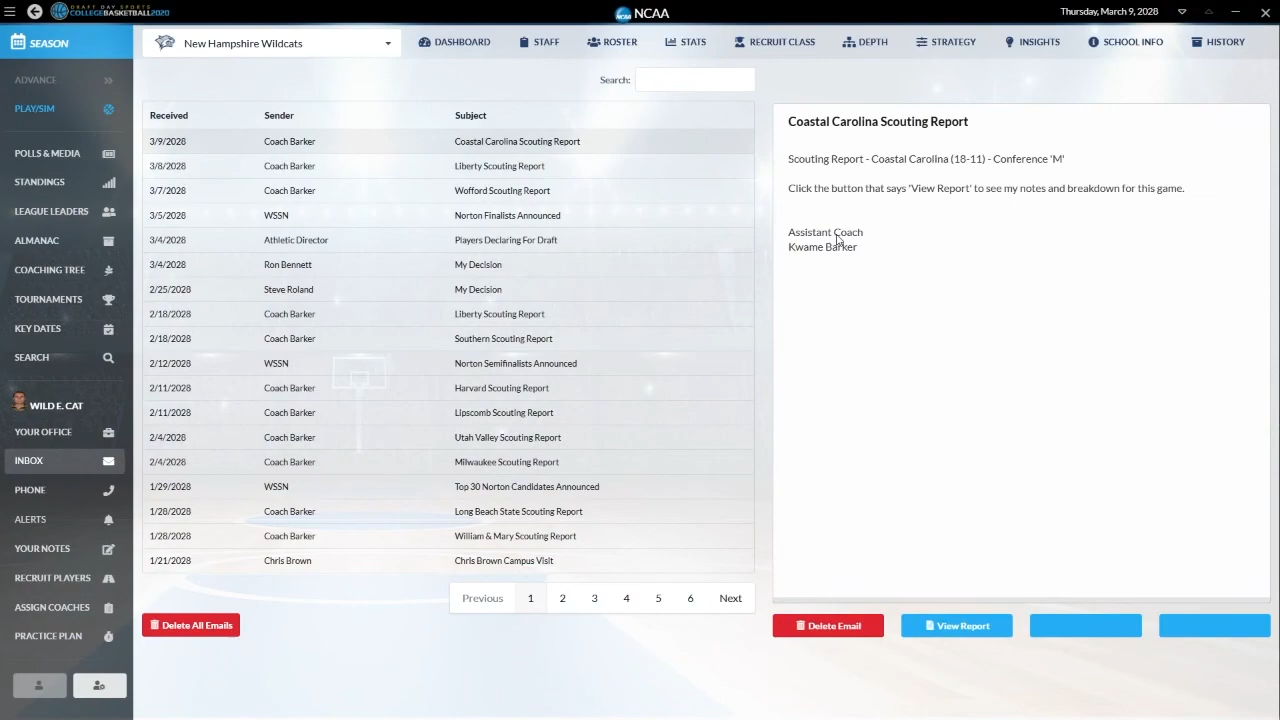 DRAFT DAY SPORTS
COLLEGE BASKETBALL 2020
NCAA
Thursday, March 9, 2028
SEASON
New Hampshire Wildcats
DASHBOARD
STAFF
ROSTER
STATS
RECRUIT CLASS
DEPTH
STRATEGY
INSIGHTS
SCHOOL INFO
HISTORY
ADVANCE
PLAY/SIM
POLLS & MEDIA
STANDINGS
LEAGUE LEADERS
ALMANAC
COACHING TREE
TOURNAMENTS
KEY DATES
SEARCH
WILD E. CAT
YOUR OFFICE
INBOX
PHONE
ALERTS
YOUR NOTES
RECRUIT PLAYERS
ASSIGN COACHES
PRACTICE PLAN
Search:
Received Sender Subject
3/9/2028 Coach Barker Coastal Carolina Scouting Report
3/8/2028 Coach Barker Liberty Scouting Report
3/7/2028 Coach Barker Wofford Scouting Report
3/5/2028 WSSN Norton Finalists Announced
3/4/2028 Athletic Director Players Declaring For Draft
3/4/2028 Ron Bennett My Decision
2/25/2028 Steve Roland My Decision
2/18/2028 Coach Barker Liberty Scouting Report
2/18/2028 Coach Barker Southern Scouting Report
2/12/2028 WSSN Norton Semifinalists Announced
2/11/2028 Coach Barker Harvard Scouting Report
2/11/2028 Coach Barker Lipscomb Scouting Report
2/4/2028 Coach Barker Utah Valley Scouting Report
2/4/2028 Coach Barker Milwaukee Scouting Report
1/29/2028 WSSN Top 30 Norton Candidates Announced
1/28/2028 Coach Barker Long Beach State Scouting Report
1/28/2028 Coach Barker William & Mary Scouting Report
1/21/2028 Chris Brown Chris Brown Campus Visit
Previous 1 2 3 4 5 6 Next
Delete All Emails
Coastal Carolina Scouting Report
Scouting Report - Coastal Carolina (18-11) - Conference 'M'
Click the button that says 'View Report' to see my notes and breakdown for this game.
Assistant Coach
Kwame Barker
Delete Email
View Report